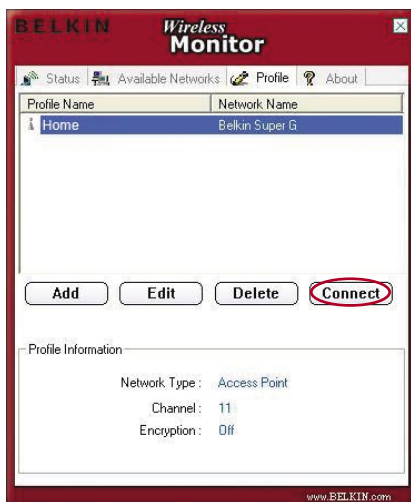 BELKIN Wireless Monitor
Status Available Networks Profile About
Profile Name Network Name
Home Belkin Super G
Add Edit Delete Connect
Profile Information
Network Type : Access Point
Channel : 11
Encryption : Off
www.BELKIN.com